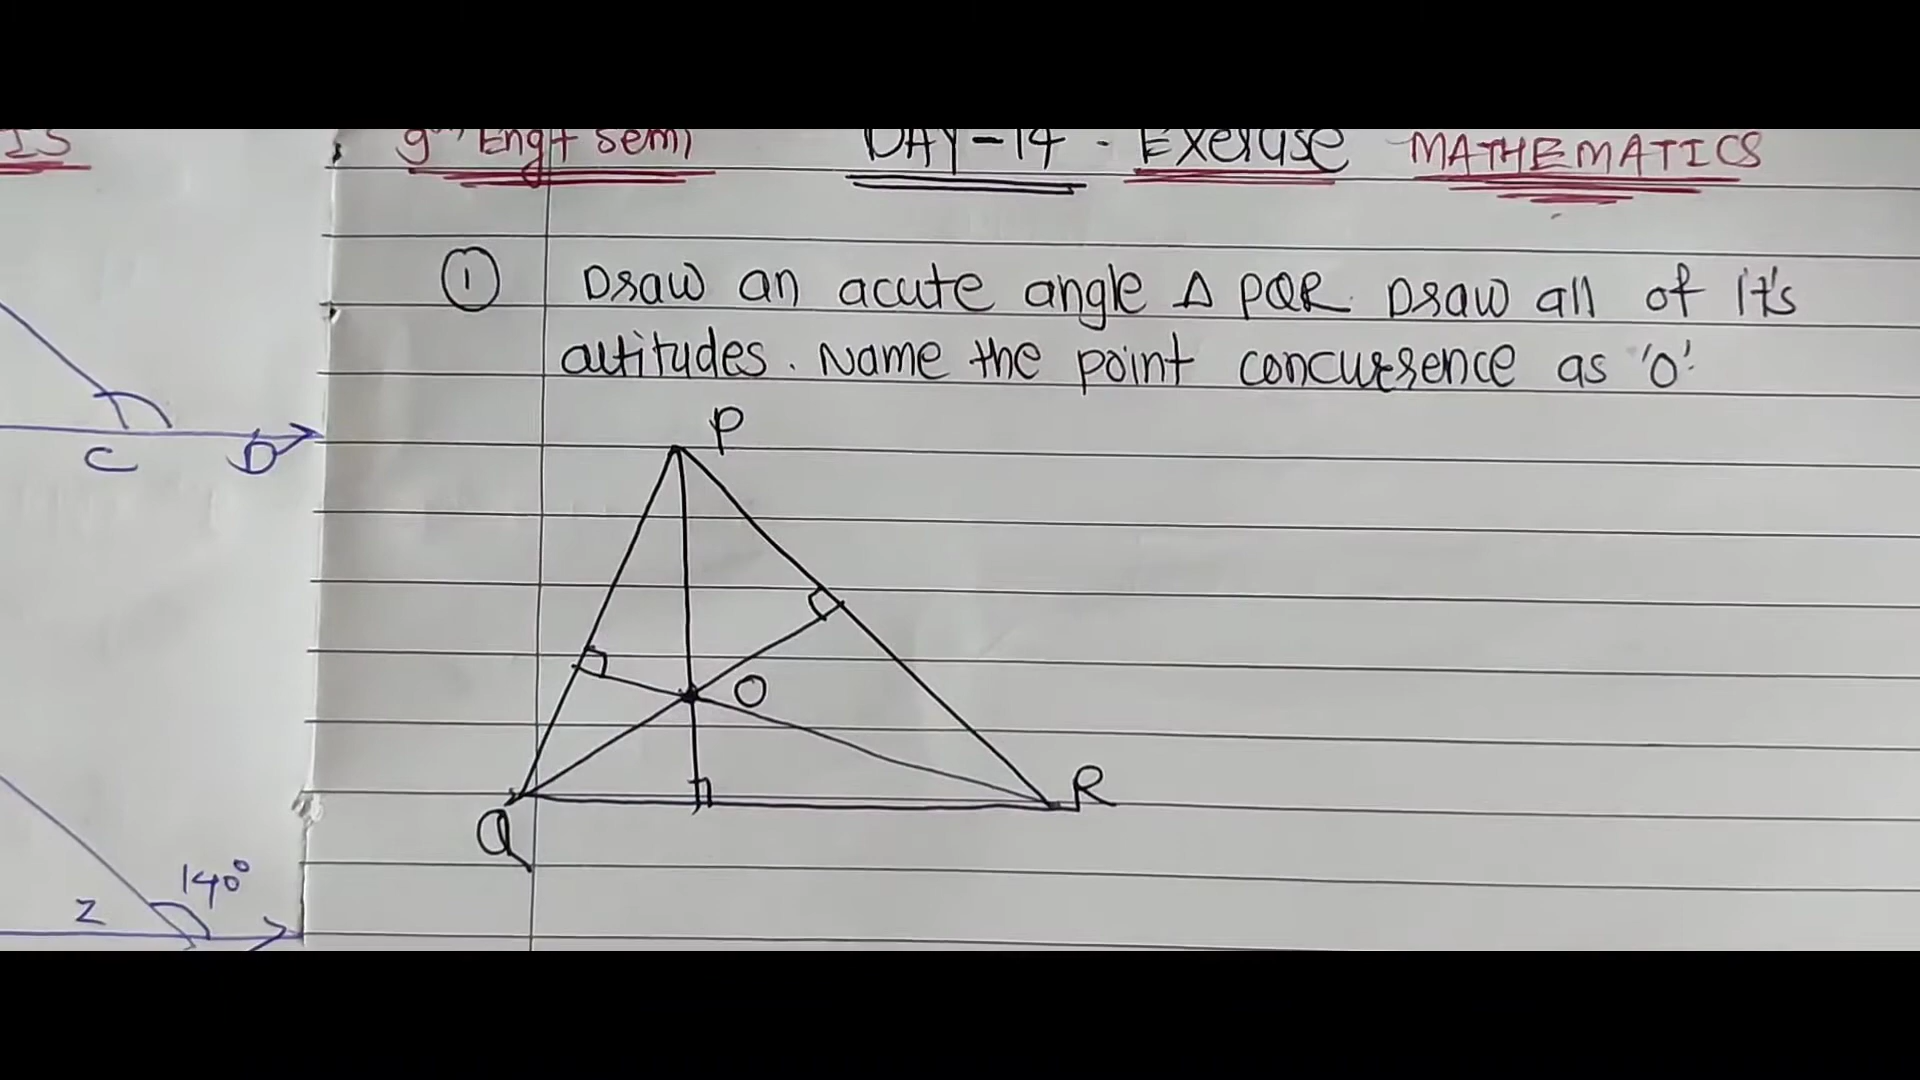 IS
9th Eng+ Semi DAY-14 - Exercise MATHEMATICS
① Draw an acute angle Δ PQR. Draw all of it's
altitudes. Name the point concurrence as 'O'.
P
C D
O
Q R
140°
Z